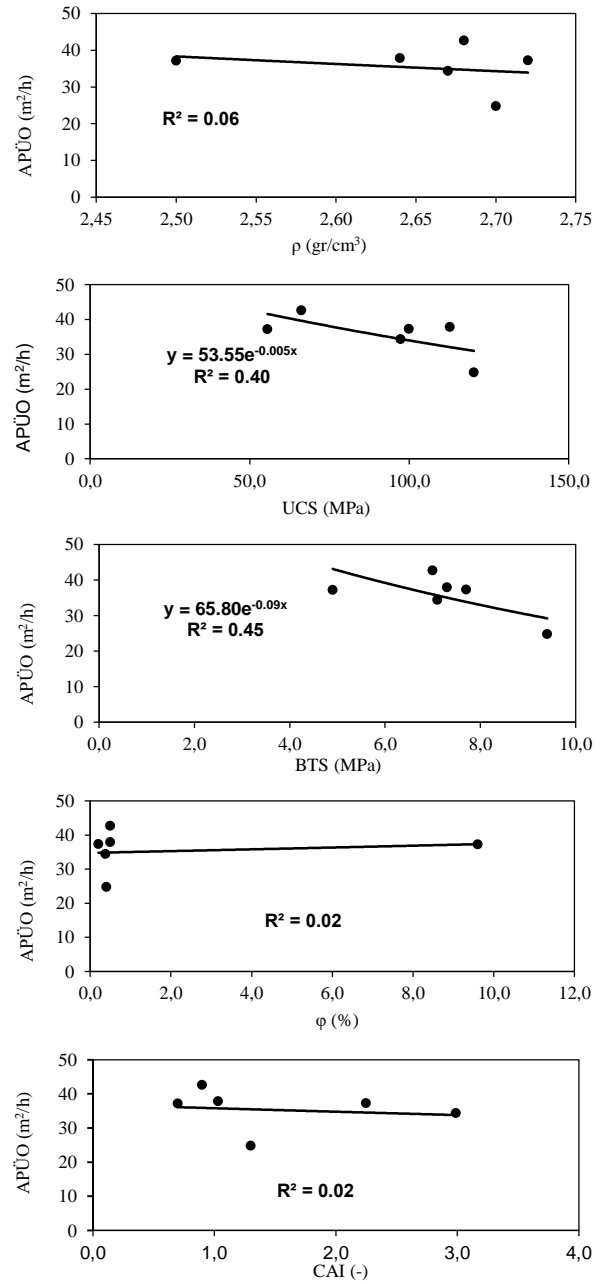 50
40
30
20
10
0
APÜO (m²/h)
R² = 0.06
2,45 2,50 2,55 2,60 2,65 2,70 2,75
ρ (gr/cm³)
50
40
30
20
10
0
APÜO (m²/h)
y = 53.55e^-0.005x
R² = 0.40
0,0 50,0 100,0 150,0
UCS (MPa)
50
40
30
20
10
0
APÜO (m²/h)
y = 65.80e^-0.09x
R² = 0.45
0,0 2,0 4,0 6,0 8,0 10,0
BTS (MPa)
50
40
30
20
10
0
APÜO (m²/h)
R² = 0.02
0,0 2,0 4,0 6,0 8,0 10,0 12,0
φ (%)
50
40
30
20
10
0
APÜO (m²/h)
R² = 0.02
0,0 1,0 2,0 3,0 4,0
CAI (-)